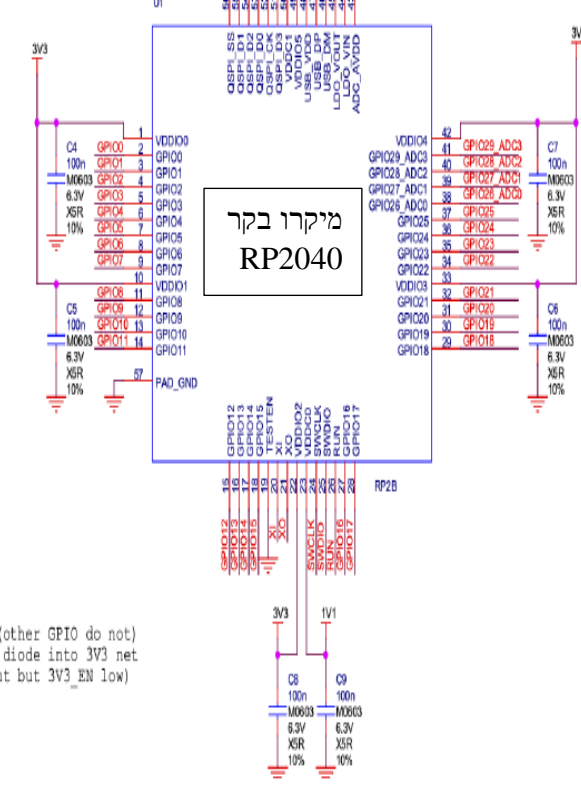 U1
QSPI_SS
QSPI_D1
QSPI_D2
QSPI_D0
QSPI_CK
QSPI_D3
VDDC1
VDDIO5
USB_VDD
USB_DP
USB_DM
LDO_VOUT
LDO_VIN
ADC_AVDD
3V3
C4
100n
M0603
6.3V
X5R
10%
GPIO0
GPIO1
GPIO2
GPIO3
GPIO4
GPIO5
GPIO6
GPIO7
GPIO8
GPIO9
GPIO10
GPIO11
1
2
3
4
5
6
7
8
9
10
11
12
13
14
57
VDDIO0
GPIO0
GPIO1
GPIO2
GPIO3
GPIO4
GPIO5
GPIO6
GPIO7
VDDIO1
GPIO8
GPIO9
GPIO10
GPIO11
PAD_GND
C5
100n
M0603
6.3V
X5R
10%
מיקרו בקר
RP2040
VDDIO4
GPIO29_ADC3
GPIO28_ADC2
GPIO27_ADC1
GPIO26_ADC0
GPIO25
GPIO24
GPIO23
GPIO22
VDDIO3
GPIO21
GPIO20
GPIO19
GPIO18
42
41
40
39
38
37
36
35
34
33
32
31
30
29
GPIO29_ADC3
GPIO28_ADC2
GPIO27_ADC1
GPIO26_ADC0
GPIO25
GPIO24
GPIO23
GPIO22
GPIO21
GPIO20
GPIO19
GPIO18
C7
100n
M0603
6.3V
X5R
10%
C6
100n
M0603
6.3V
X5R
10%
GPIO12
GPIO13
GPIO14
GPIO15
TESTEN
XI
XO
VDDIO2
VDDC0
SWCLK
SWDIO
RUN
GPIO16
GPIO17
15
16
17
18
19
20
21
22
23
24
25
26
27
28
RP2B
GPIO12
GPIO13
GPIO14
GPIO15
XI
XO
SWCLK
SWDIO
RUN
GPIO16
GPIO17
3V3
1V1
(other GPIO do not)
diode into 3V3 net
but 3V3_EN low)
C8
100n
M0603
6.3V
X5R
10%
C9
100n
M0603
6.3V
X5R
10%